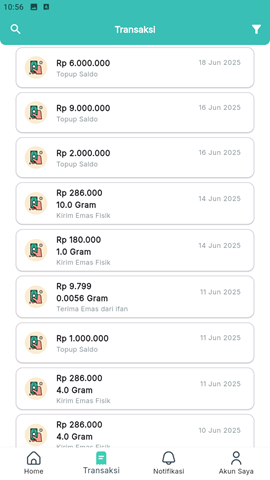 10:56
Transaksi
Rp 6.000.000
18 Jun 2025
Topup Saldo
Rp 9.000.000
16 Jun 2025
Topup Saldo
Rp 2.000.000
16 Jun 2025
Topup Saldo
Rp 286.000
14 Jun 2025
10.0 Gram
Kirim Emas Fisik
Rp 180.000
14 Jun 2025
1.0 Gram
Kirim Emas Fisik
Rp 9.799
11 Jun 2025
0.0056 Gram
Terima Emas dari ifan
Rp 1.000.000
11 Jun 2025
Topup Saldo
Rp 286.000
11 Jun 2025
4.0 Gram
Kirim Emas Fisik
Rp 286.000
10 Jun 2025
4.0 Gram
Kirim Emas Fisik
Home
Transaksi
Notifikasi
Akun Saya